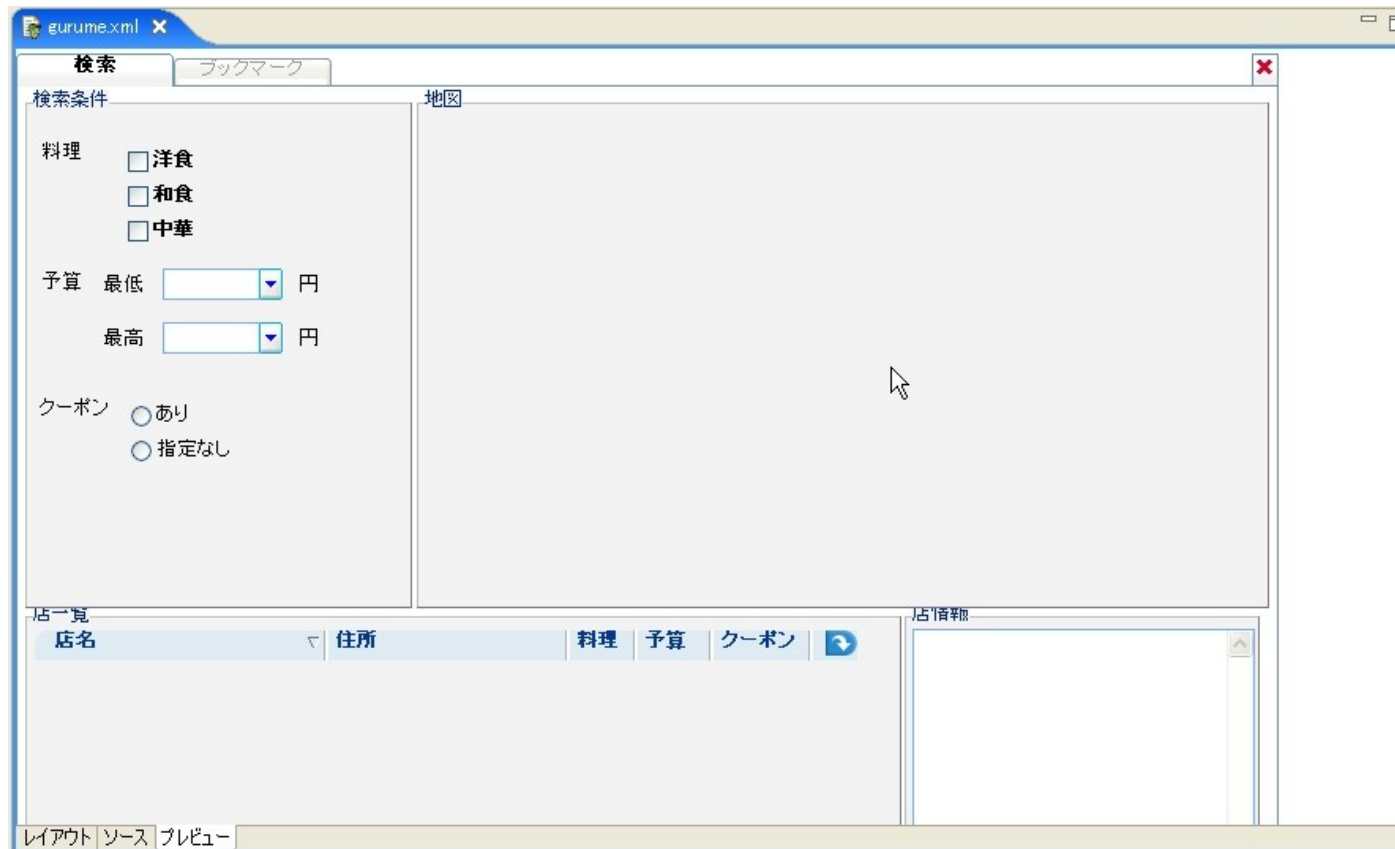 gurume.xml
検索 ブックマーク
検索条件 地図
料理
洋食
和食
中華
予算 最低 円
最高 円
クーポン
あり
指定なし
店一覧 店情報
店名 住所 料理 予算 クーポン
レイアウト ソース プレビュー